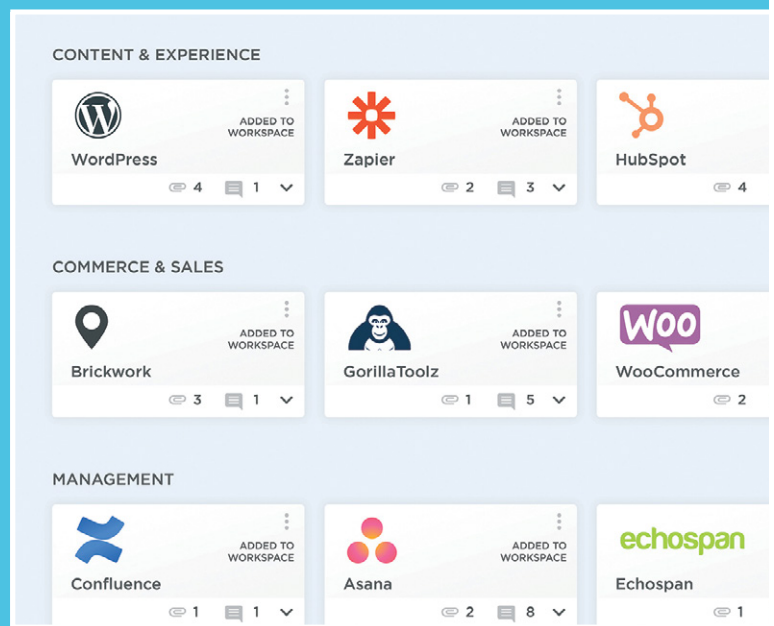 CONTENT & EXPERIENCE
ADDED TO
WORKSPACE
WordPress
4 1
ADDED TO
WORKSPACE
Zapier
2 3
HubSpot
4
COMMERCE & SALES
ADDED TO
WORKSPACE
Brickwork
3 1
ADDED TO
WORKSPACE
GorillaToolz
1 5
WOO
WooCommerce
2
MANAGEMENT
ADDED TO
WORKSPACE
Confluence
1 1
ADDED TO
WORKSPACE
Asana
2 8
echospan
Echospan
1